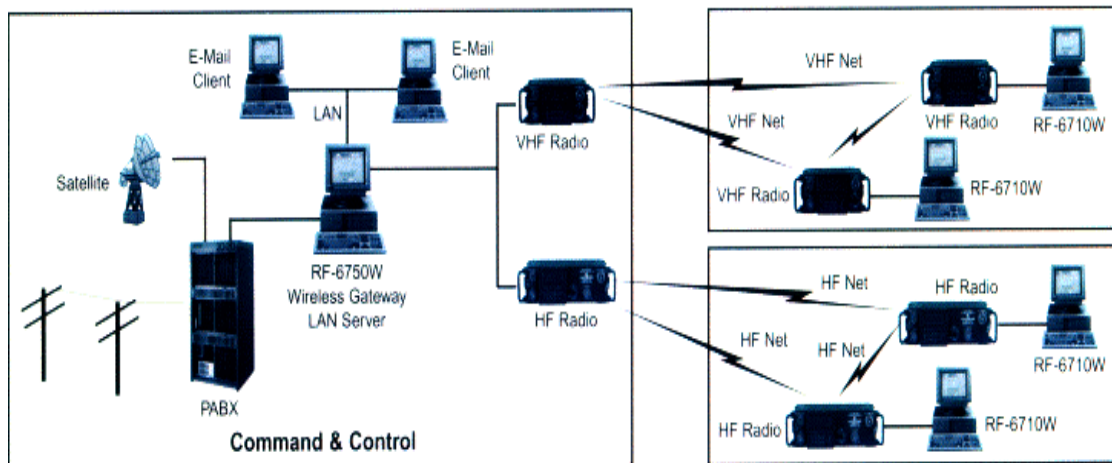 E-Mail
Client
E-Mail
Client
LAN
Satellite
RF-6750W
Wireless Gateway
LAN Server
PABX
VHF Radio
HF Radio
Command & Control
VHF Net
VHF Net
VHF Radio
RF-6710W
VHF Radio
RF-6710W
HF Net
HF Radio
HF Net
HF Net
RF-6710W
HF Radio
RF-6710W